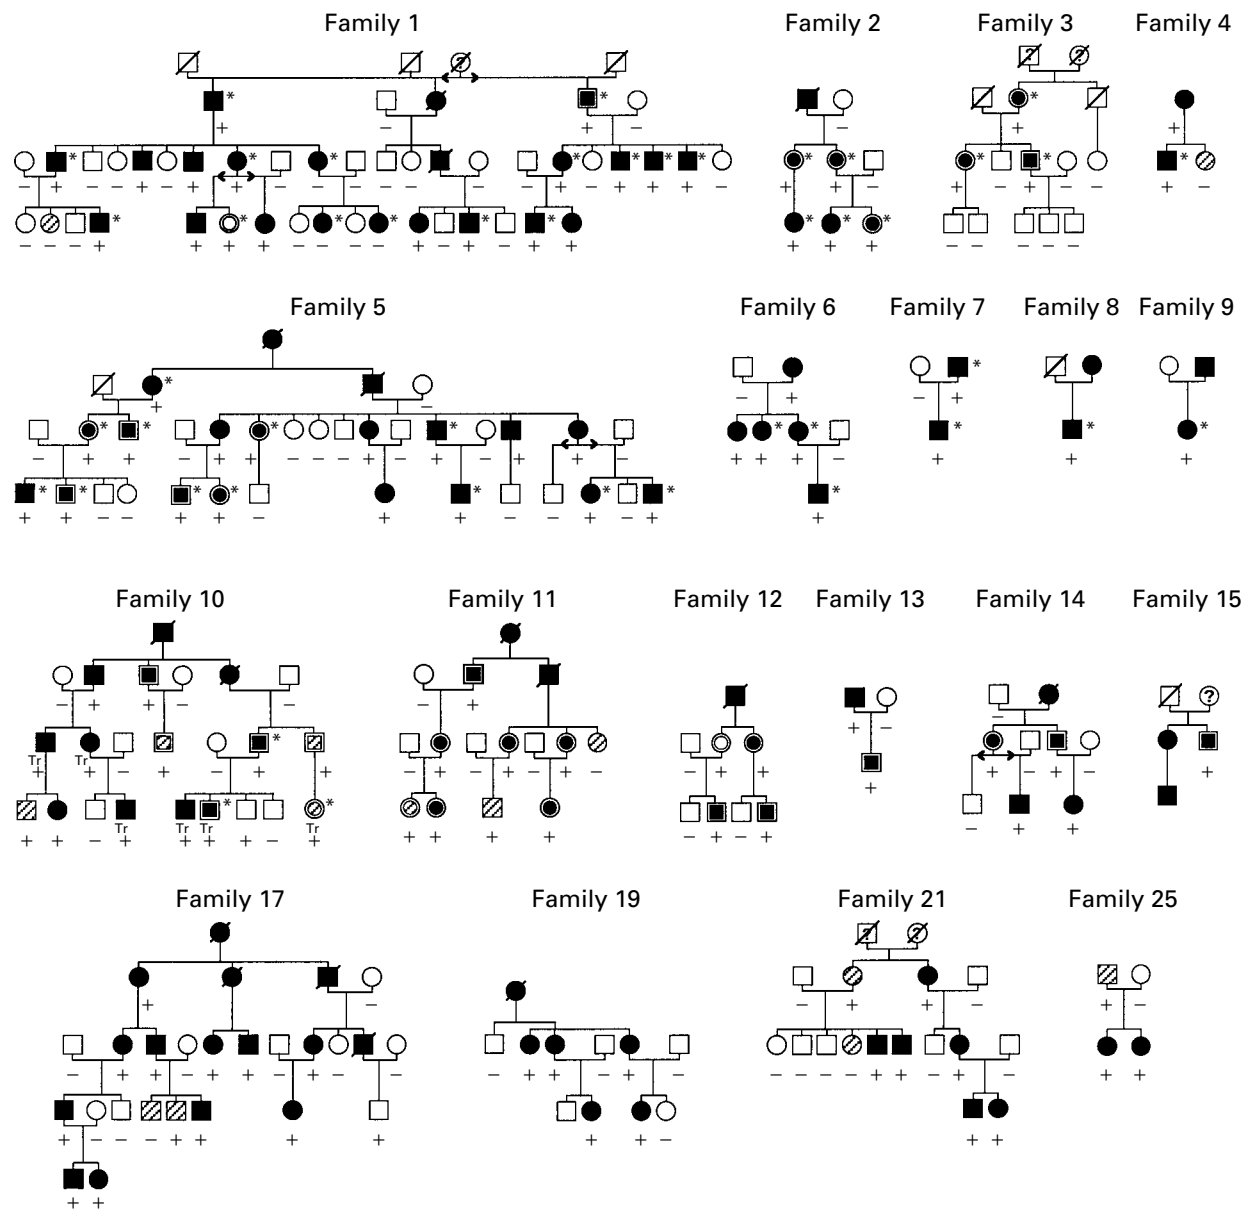 Family 1 Family 2 Family 3 Family 4
? ? ?
*
* * *
+ + +
− + − − − +
* * * * * * * * * * * * *
− + − − + − + + − + − − − + − + − + + + − + + − + − + − − + −
* * * * * * * * * *
− − − + + + + − + − + + − + − + + + + + − − − − −
Family 5 Family 6 Family 7 Family 8 Family 9
* *
+ − − + − +
* * * * * * * * *
− + + − + + − − − + − + − + + − + + + − + + +
* * * * * * * *
+ + − − + + − + + − − + − + +
Family 10 Family 11 Family 12 Family 13 Family 14 Family 15
?
+ + − − − + + − −
*
Tr Tr
+ + − + − + + − + − + − + + − + + − + − +
* *
Tr Tr Tr Tr
+ + − + + + + − + + + + + − + − + − + +
Family 17 Family 19 Family 21 Family 25
? ?
+ − − + + − + −
− + + − + + − + − + − − + + − + − − − − + + + − + − + +
+ − − − + + + + + + − + +
+ +